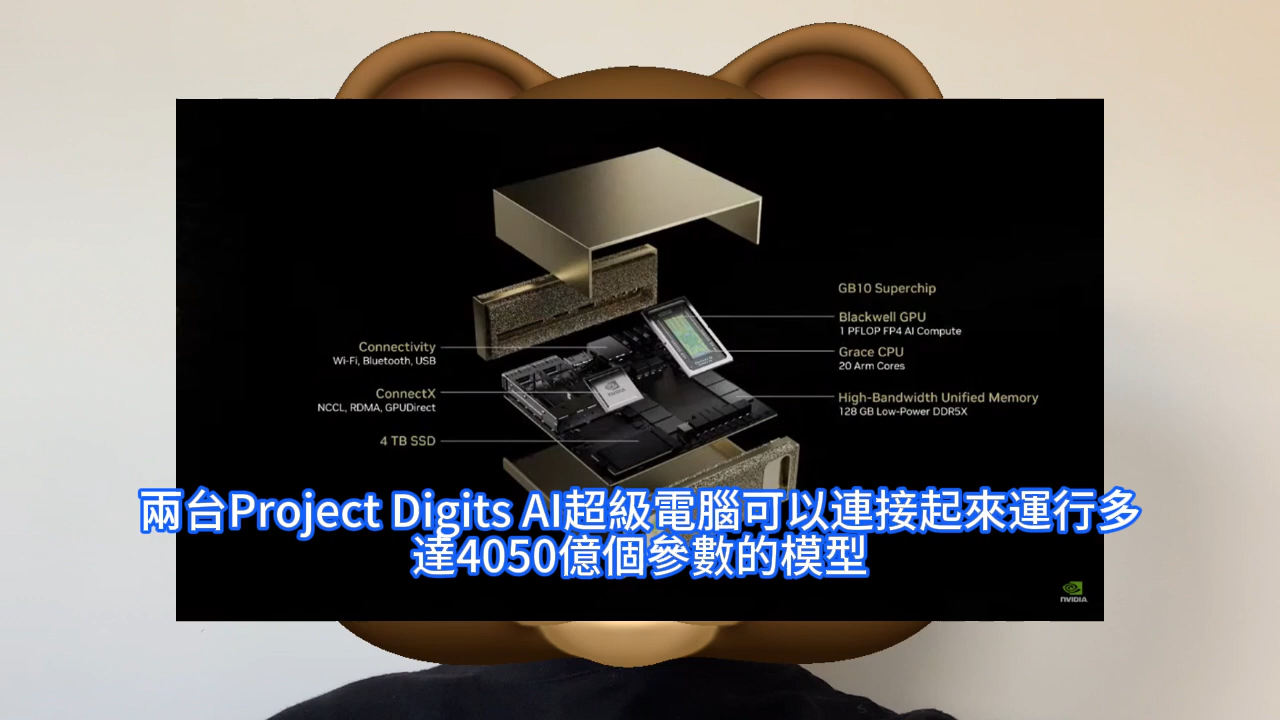 GB10 Superchip
Blackwell GPU
1 PFLOP FP4 AI Compute
Grace CPU
20 Arm Cores
High-Bandwidth Unified Memory
128 GB Low-Power DDR5X
Connectivity
Wi-Fi, Bluetooth, USB
ConnectX
NCCL, RDMA, GPUDirect
4 TB SSD
兩台Project Digits AI超級電腦可以連接起來運行多
達4050億個參數的模型
NVIDIA